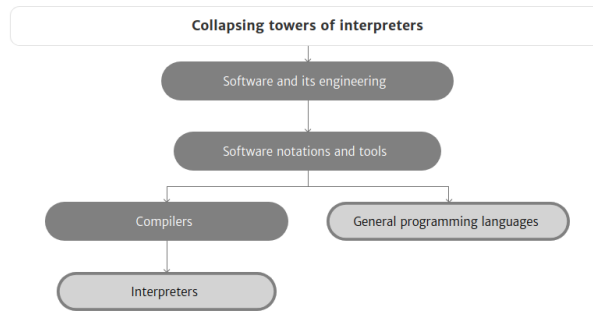 Collapsing towers of interpreters
Software and its engineering
Software notations and tools
Compilers
General programming languages
Interpreters